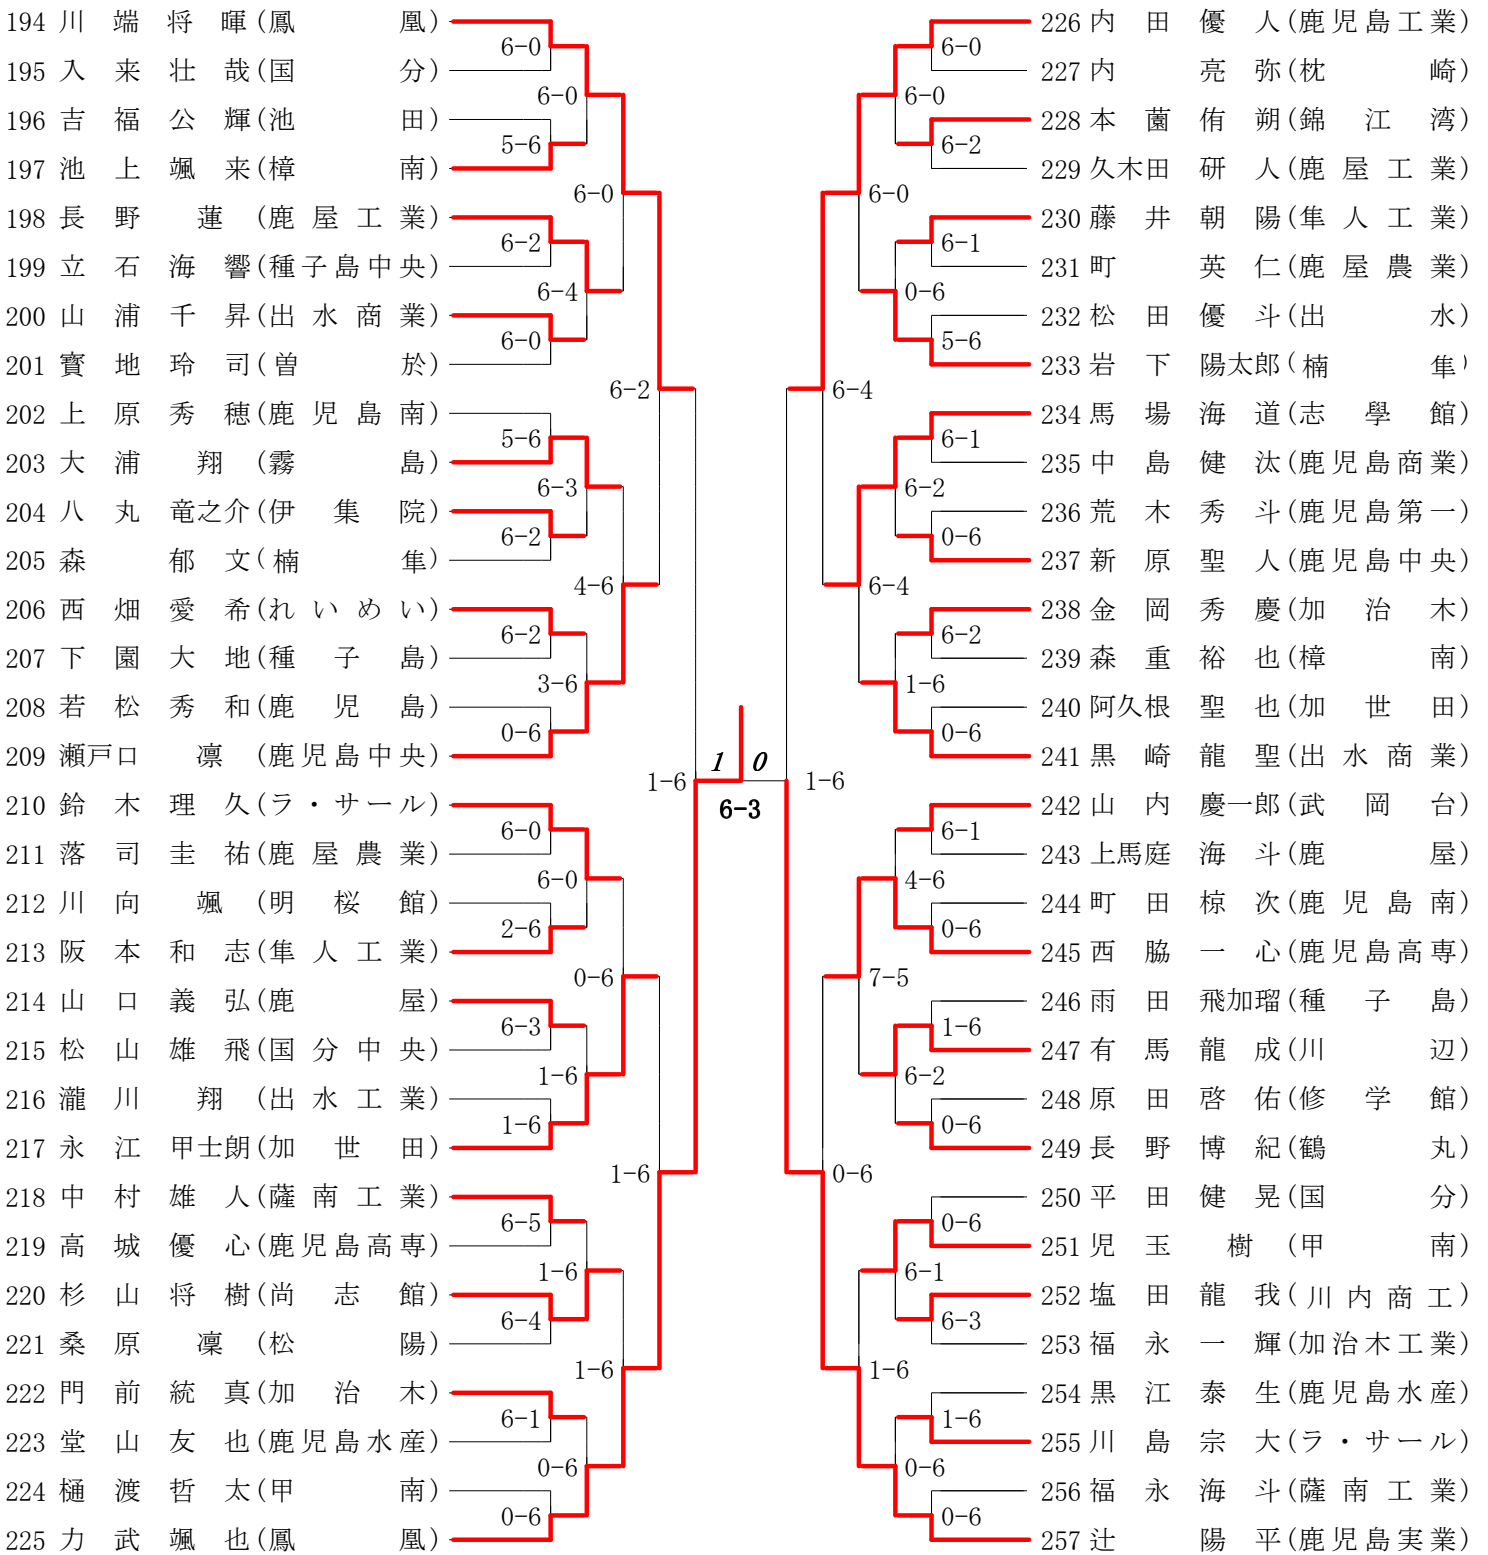 194 川端将暉(鳳凰)
6-0
195 入来壮哉(国分)
6-0
196 吉福公輝(池田)
5-6
197 池上颯来(樟南)
6-0
198 長野蓮(鹿屋工業)
6-2
199 立石海響(種子島中央)
6-4
200 山浦千昇(出水商業)
6-0
201 寳地玲司(曽於)
6-2
202 上原秀穂(鹿児島南)
5-6
203 大浦翔(霧島)
6-3
204 八丸竜之介(伊集院)
6-2
205 森郁文(楠隼)
4-6
206 西畑愛希(れいめい)
6-2
207 下園大地(種子島)
3-6
208 若松秀和(鹿児島)
0-6
209 瀬戸口凛(鹿児島中央)
1-6
210 鈴木理久(ラ・サール)
6-0
211 落司圭祐(鹿屋農業)
6-0
212 川向颯(明桜館)
2-6
213 阪本和志(隼人工業)
0-6
214 山口義弘(鹿屋)
6-3
215 松山雄飛(国分中央)
1-6
216 瀧川翔(出水工業)
1-6
217 永江甲士朗(加世田)
1-6
218 中村雄人(薩南工業)
6-5
219 高城優心(鹿児島高専)
1-6
220 杉山将樹(尚志館)
6-4
221 桑原凜(松陽)
1-6
222 門前統真(加治木)
6-1
223 堂山友也(鹿児島水産)
0-6
224 樋渡哲太(甲南)
0-6
225 力武颯也(鳳凰)
1 0
6-3
226 内田優人(鹿児島工業)
6-0
227 内亮弥(枕崎)
6-0
228 本薗侑朔(錦江湾)
6-2
229 久木田研人(鹿屋工業)
6-0
230 藤井朝陽(隼人工業)
6-1
231 町英仁(鹿屋農業)
0-6
232 松田優斗(出水)
5-6
233 岩下陽太郎(楠隼)
6-4
234 馬場海道(志學館)
6-1
235 中島健汰(鹿児島商業)
6-2
236 荒木秀斗(鹿児島第一)
0-6
237 新原聖人(鹿児島中央)
6-4
238 金岡秀慶(加治木)
6-2
239 森重裕也(樟南)
1-6
240 阿久根聖也(加世田)
0-6
241 黒崎龍聖(出水商業)
1-6
242 山内慶一郎(武岡台)
6-1
243 上馬庭海斗(鹿屋)
4-6
244 町田椋次(鹿児島南)
0-6
245 西脇一心(鹿児島高専)
7-5
246 雨田飛加瑠(種子島)
1-6
247 有馬龍成(川辺)
6-2
248 原田啓佑(修学館)
0-6
249 長野博紀(鶴丸)
0-6
250 平田健晃(国分)
0-6
251 児玉樹(甲南)
6-1
252 塩田龍我(川内商工)
6-3
253 福永一輝(加治木工業)
1-6
254 黒江泰生(鹿児島水産)
1-6
255 川島宗大(ラ・サール)
0-6
256 福永海斗(薩南工業)
0-6
257 辻陽平(鹿児島実業)